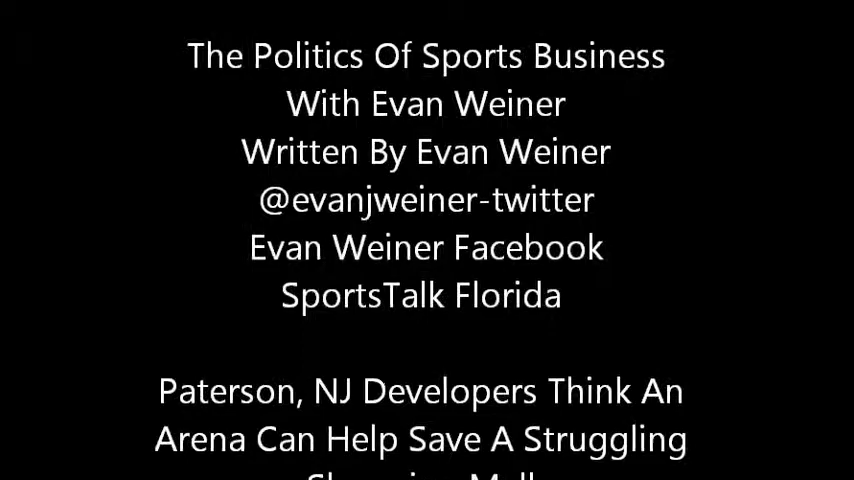 The Politics Of Sports Business
With Evan Weiner
Written By Evan Weiner
@evanjweiner-twitter
Evan Weiner Facebook
SportsTalk Florida
Paterson, NJ Developers Think An
Arena Can Help Save A Struggling